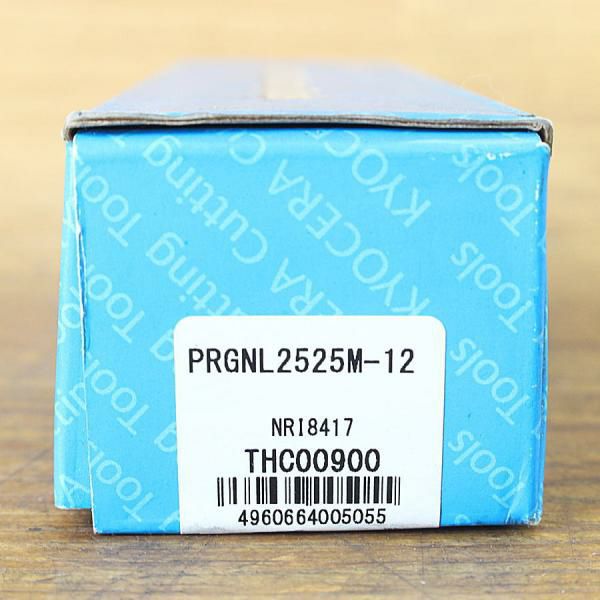 KYOCERA Cutting Tools
PRGNL2525M-12
NRI8417
THC00900
4960664005055